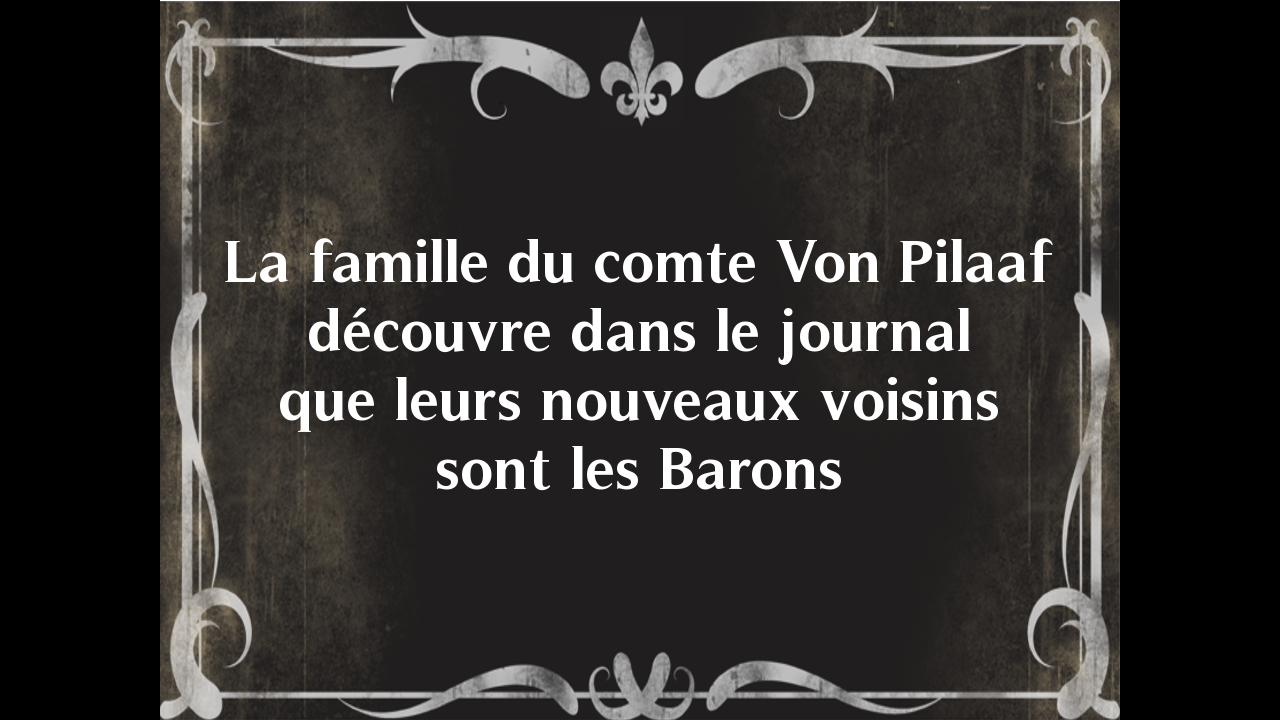 La famille du comte Von Pilaaf
découvre dans le journal
que leurs nouveaux voisins
sont les Barons